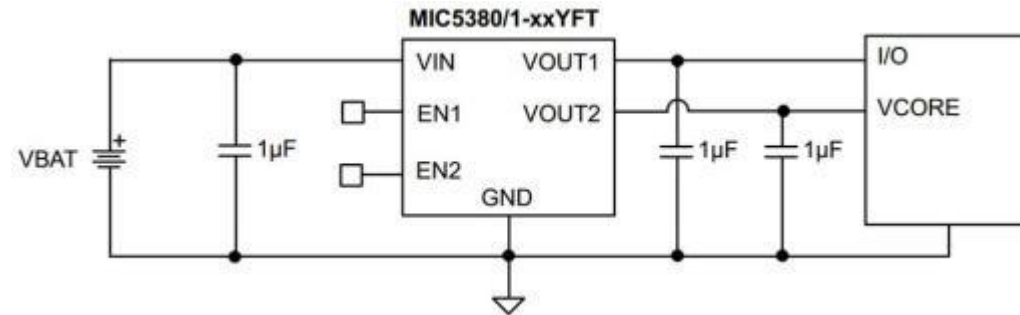 MIC5380/1-xxYFT
VIN
VOUT1
I/O
EN1
VOUT2
VCORE
+
VBAT
1µF
EN2
1µF
1µF
GND